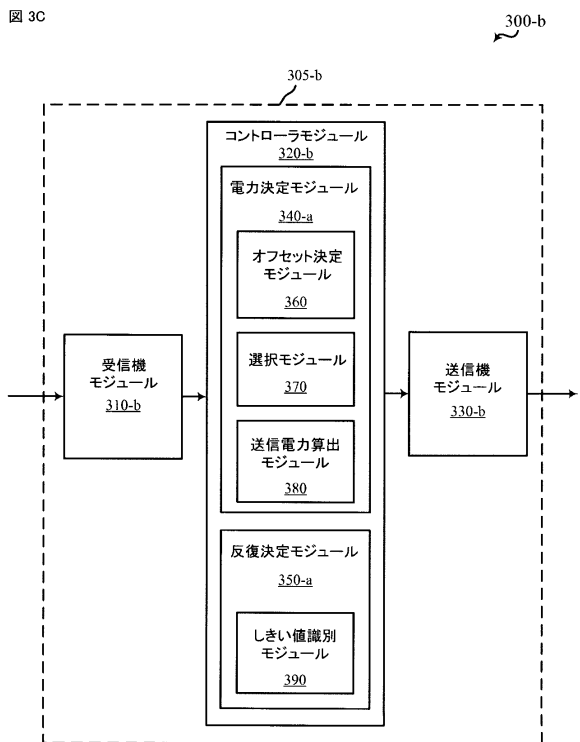 図 3C
300-b
305-b
コントローラモジュール
320-b
電力決定モジュール
340-a
オフセット決定
モジュール
360
選択モジュール
370
送信電力算出
モジュール
380
反復決定モジュール
350-a
しきい値識別
モジュール
390
受信機
モジュール
310-b
送信機
モジュール
330-b